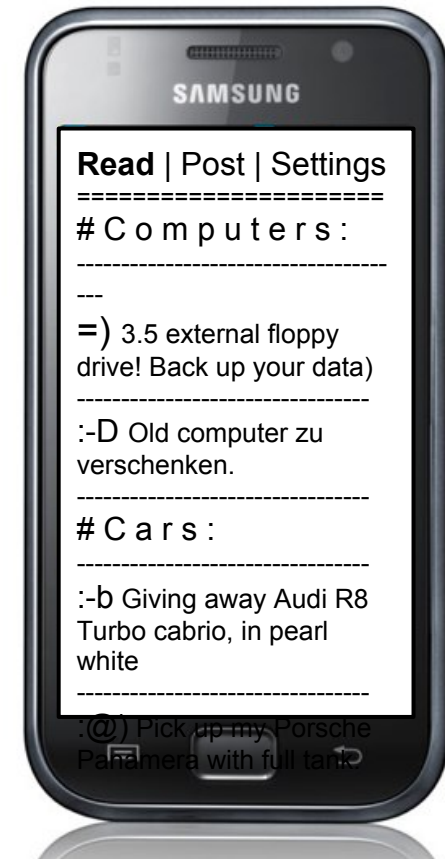 SAMSUNG
Read | Post | Settings
======================
# C o m p u t e r s :
-----------------------------------
---
=) 3.5 external floppy
drive! Back up your data)
---------------------------------
:-D Old computer zu
verschenken.
---------------------------------
# C a r s :
---------------------------------
:-b Giving away Audi R8
Turbo cabrio, in pearl
white
---------------------------------
:@) Pick up my Porsche
Panamera with full tank.